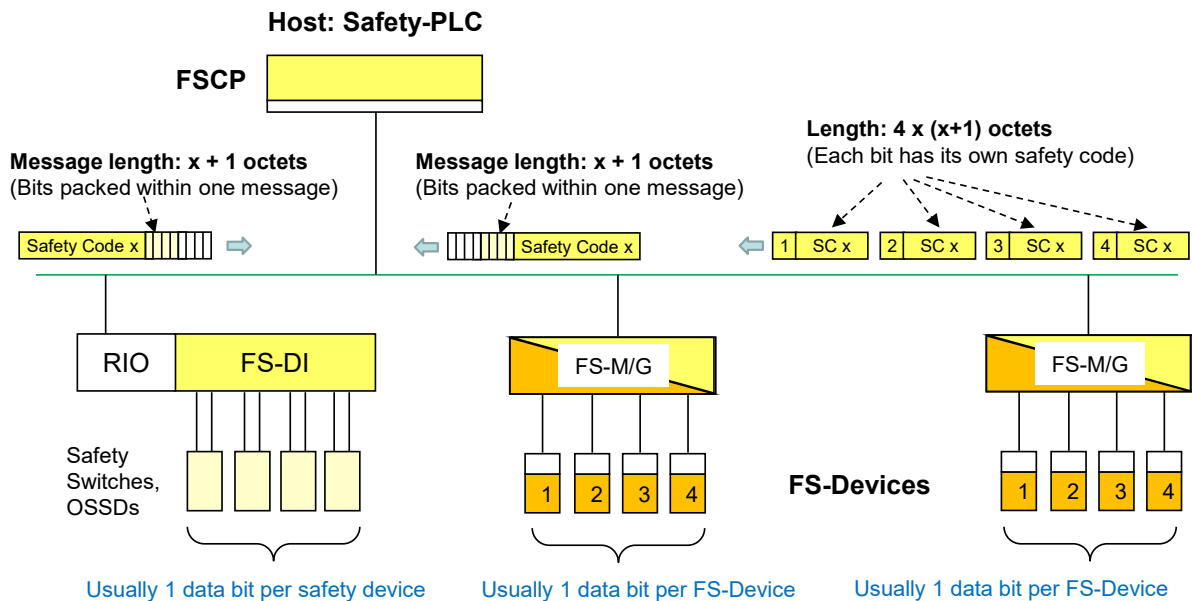 Host: Safety-PLC
FSCP
Message length: x + 1 octets
(Bits packed within one message)
Message length: x + 1 octets
(Bits packed within one message)
Length: 4 x (x+1) octets
(Each bit has its own safety code)
Safety Code x
Safety Code x
1 SC x
2 SC x
3 SC x
4 SC x
RIO
FS-DI
FS-M/G
FS-M/G
Safety
Switches,
OSSDs
1 2 3 4
FS-Devices
1 2 3 4
Usually 1 data bit per safety device
Usually 1 data bit per FS-Device
Usually 1 data bit per FS-Device